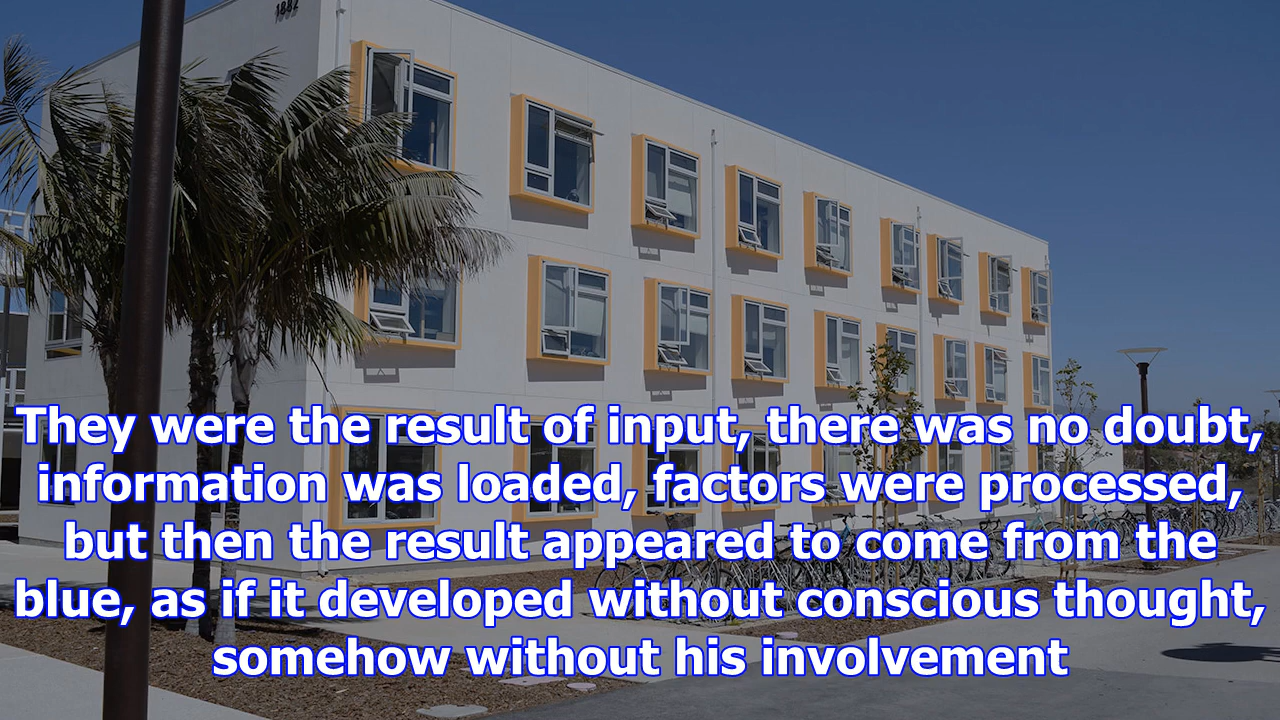 1882
They were the result of input, there was no doubt,
information was loaded, factors were processed,
but then the result appeared to come from the
blue, as if it developed without conscious thought,
somehow without his involvement